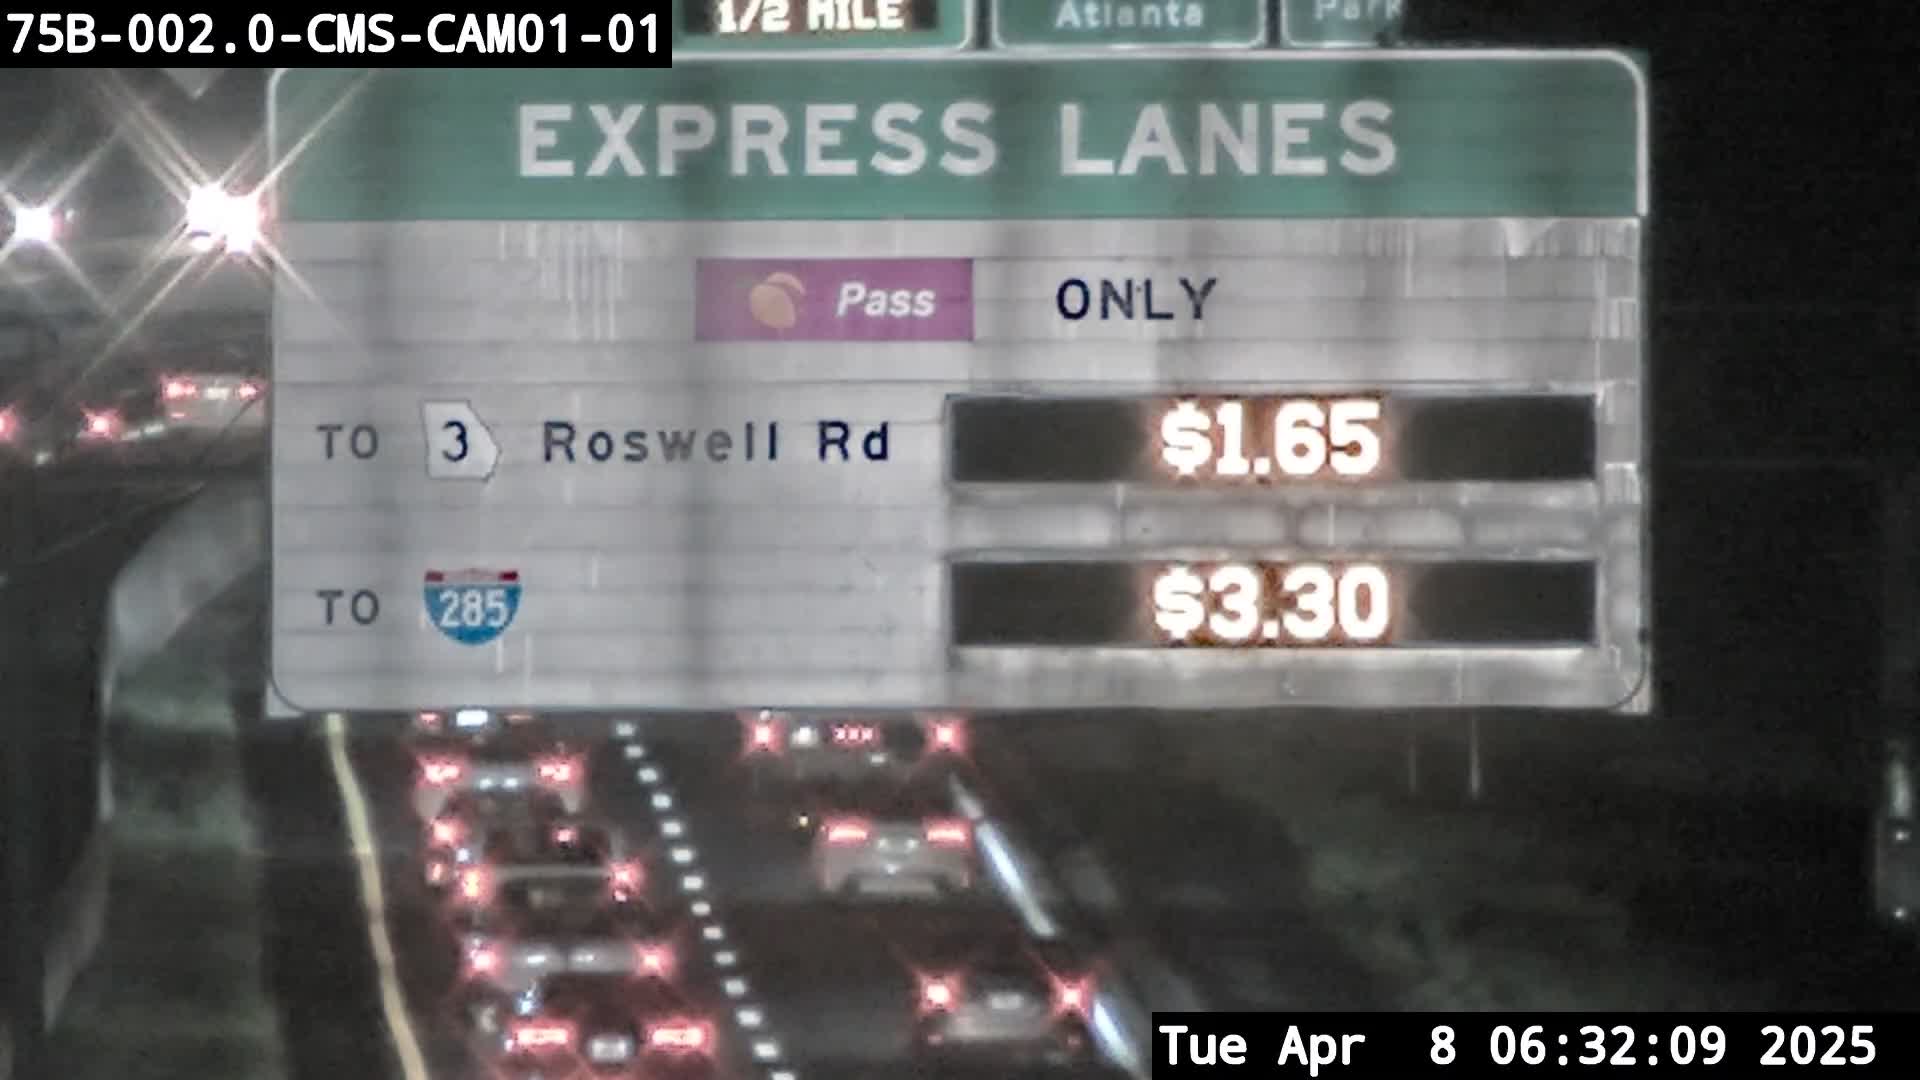 75B-002.0-CMS-CAM01-01
1/2 MILE
Atlanta
Park
EXPRESS LANES
Pass ONLY
TO 3 Roswell Rd $1.65
TO 285 $3.30
Tue Apr 8 06:32:09 2025